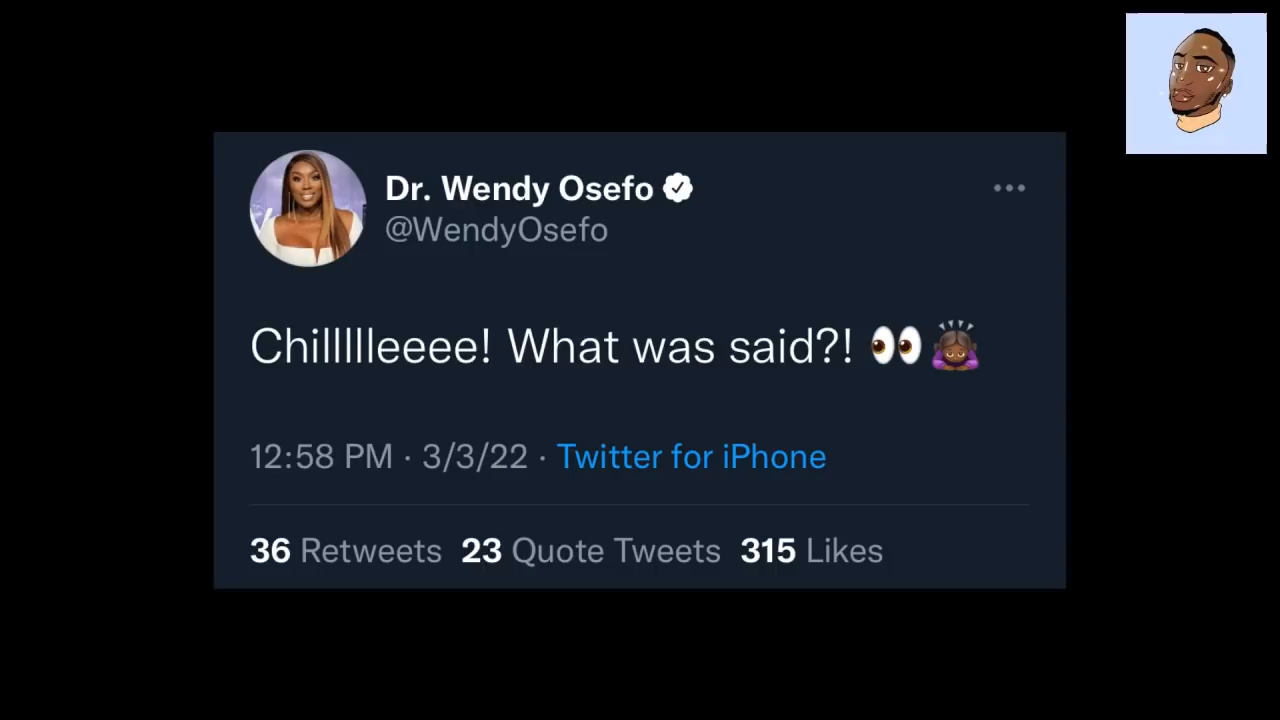 Dr. Wendy Osefo
@WendyOsefo
Chillllleeee! What was said?! 👀🙇🏾‍♀️
12:58 PM · 3/3/22 · Twitter for iPhone
36 Retweets 23 Quote Tweets 315 Likes